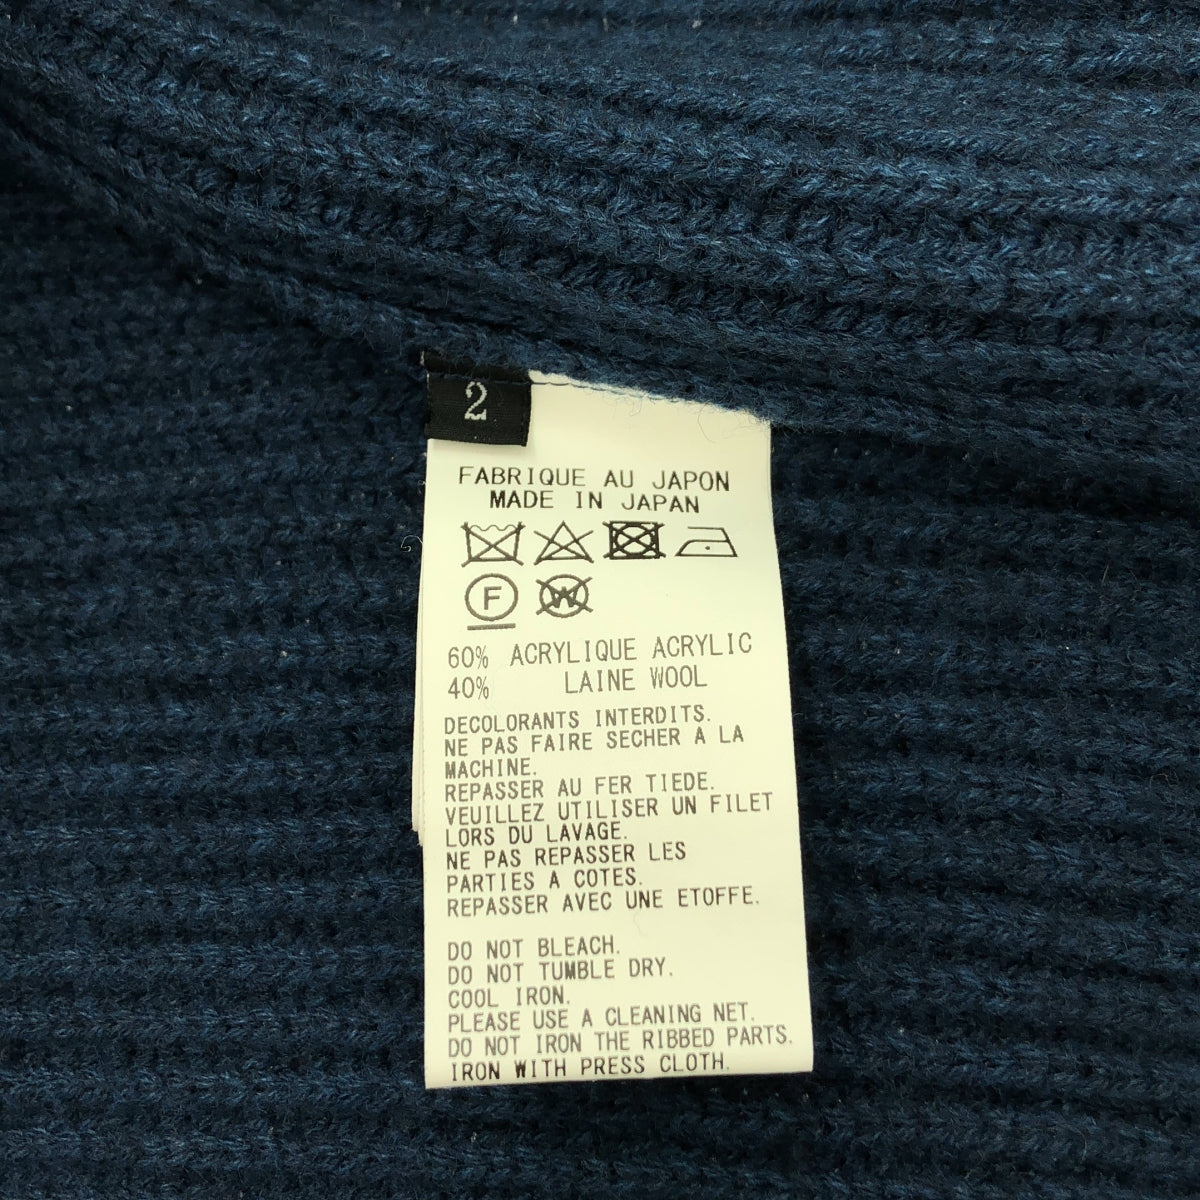 2
FABRIQUE AU JAPON
MADE IN JAPAN
F
W
60% ACRYLIQUE ACRYLIC
40% LAINE WOOL
DECOLORANTS INTERDITS.
NE PAS FAIRE SECHER A LA
MACHINE.
REPASSER AU FER TIEDE.
VEUILLEZ UTILISER UN FILET
LORS DU LAVAGE.
NE PAS REPASSER LES
PARTIES A COTES.
REPASSER AVEC UNE ETOFFE.
DO NOT BLEACH.
DO NOT TUMBLE DRY.
COOL IRON.
PLEASE USE A CLEANING NET.
DO NOT IRON THE RIBBED PARTS.
IRON WITH PRESS CLOTH.